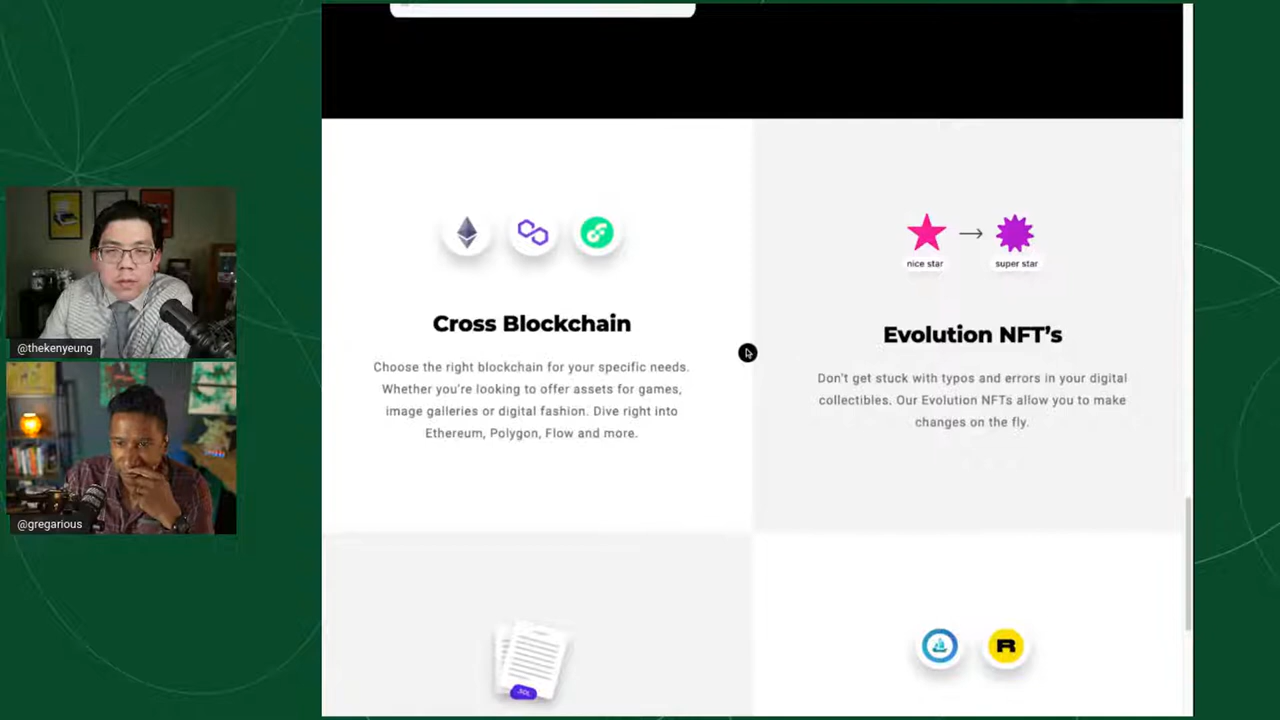 nice star
super star
Cross Blockchain
Choose the right blockchain for your specific needs.
Whether you're looking to offer assets for games,
image galleries or digital fashion. Dive right into
Ethereum, Polygon, Flow and more.
Evolution NFT's
Don't get stuck with typos and errors in your digital
collectibles. Our Evolution NFTs allow you to make
changes on the fly.
@thekenyeung
@gregarious
R